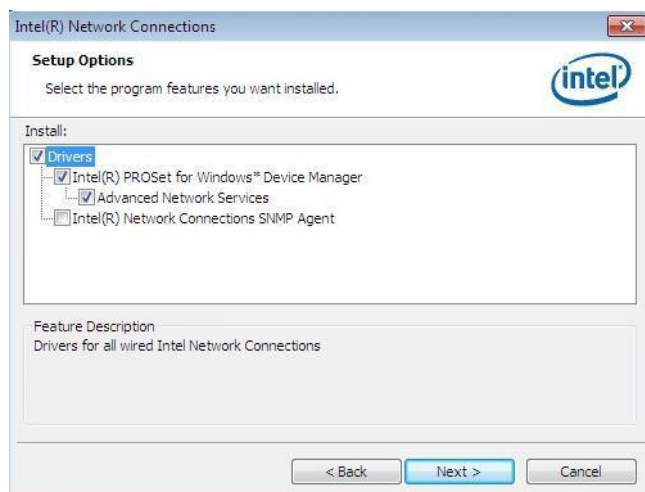 Intel(R) Network Connections
Setup Options
Select the program features you want installed.
intel
Install:
Drivers
Intel(R) PROSet for Windows* Device Manager
Advanced Network Services
Intel(R) Network Connections SNMP Agent
Feature Description
Drivers for all wired Intel Network Connections
< Back
Next >
Cancel